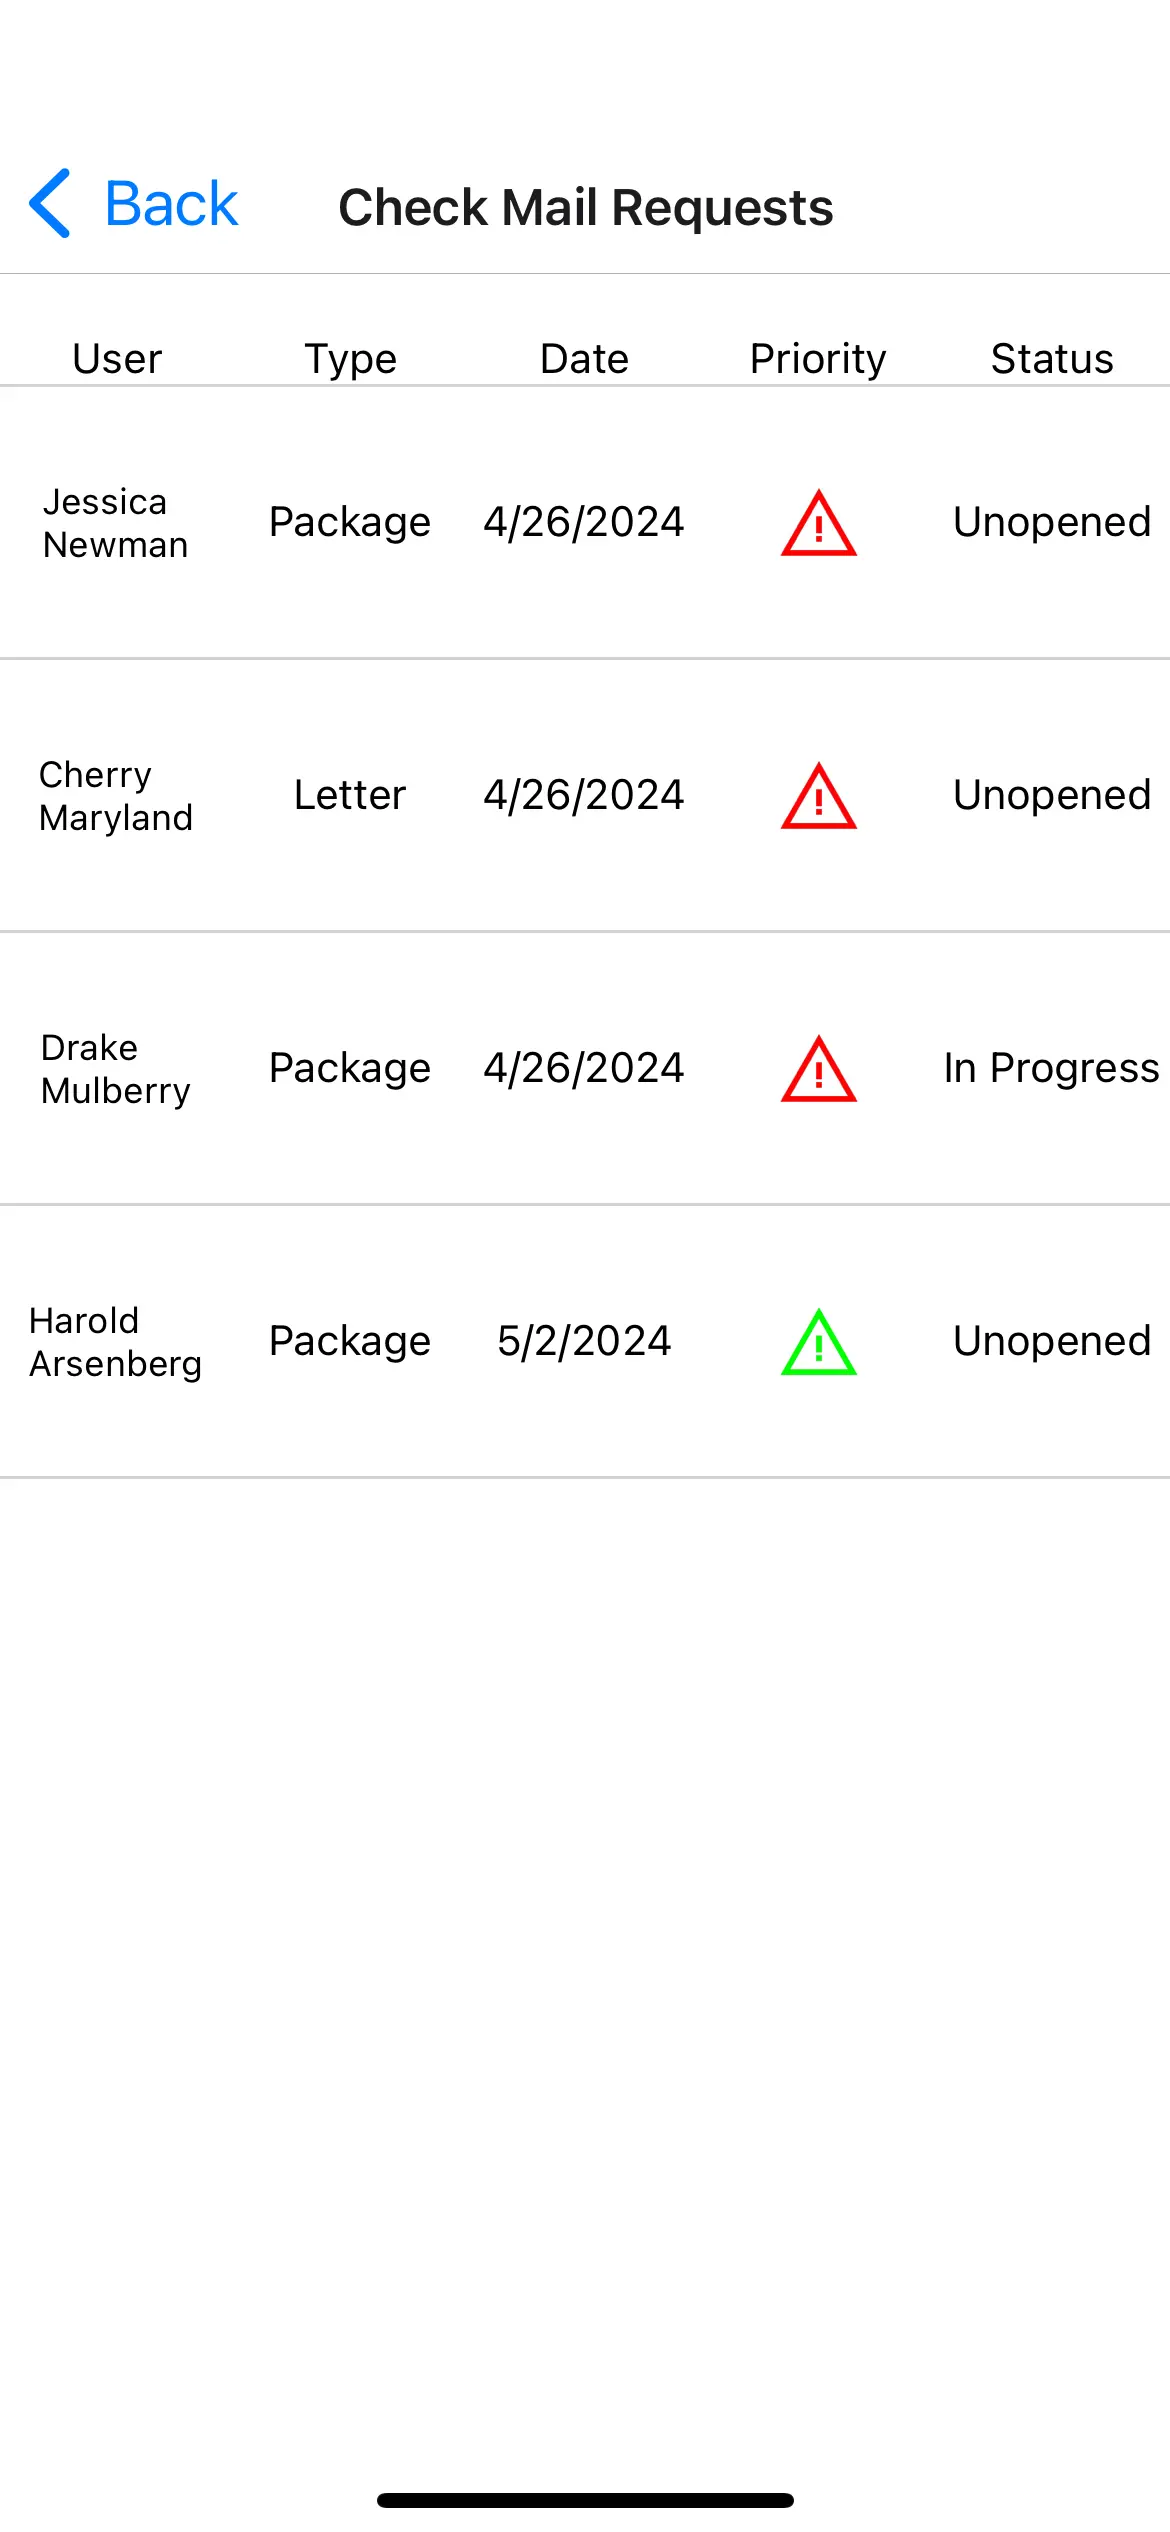 Back Check Mail Requests
User Type Date Priority Status
Jessica
Newman
Package 4/26/2024 Unopened
Cherry
Maryland
Letter 4/26/2024 Unopened
Drake
Mulberry
Package 4/26/2024 In Progress
Harold
Arsenberg
Package 5/2/2024 Unopened